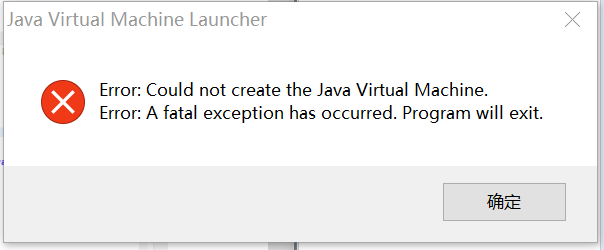 Java Virtual Machine Launcher
Error: Could not create the Java Virtual Machine.
Error: A fatal exception has occurred. Program will exit.
确定